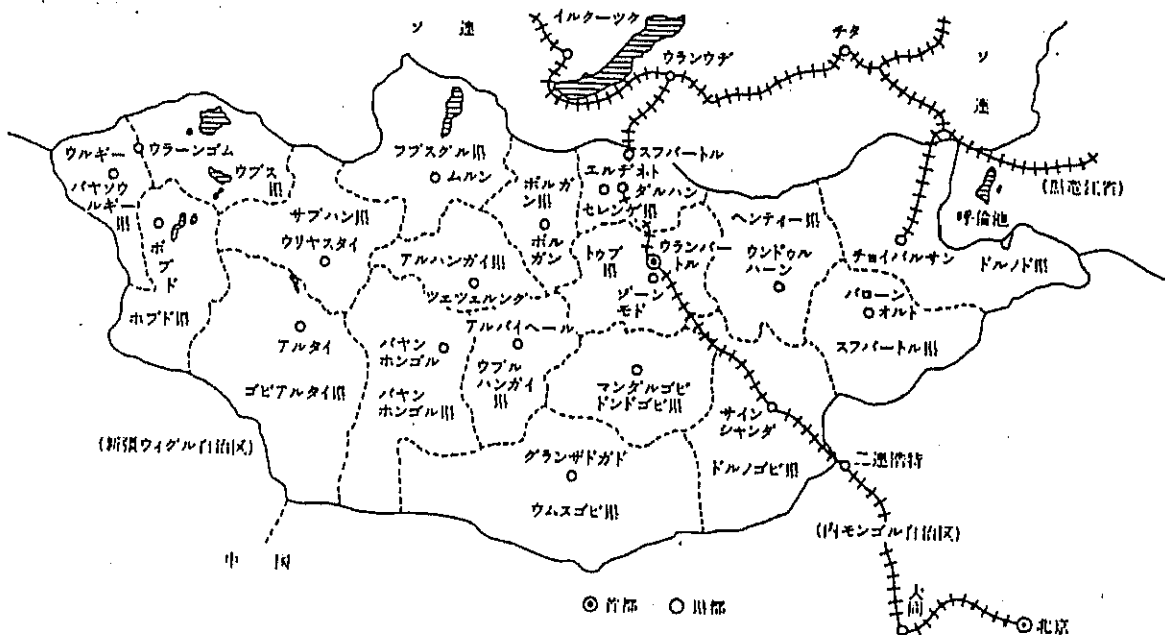 ソ連
イルクーツク
ウランウデ
チタ
ソ
連
ウルギー
ウラーンゴム
バヤンウ
ルギー県
ウブス
県
フブスグル県
ムルン
スフバートル
エルデネト
ダルハン
セレンゲ県
ボルガ
ン県
ボル
ガン
(黒竜江省)
呼倫池
ホブド
ホブド県
サブハン県
ウリヤスタイ
アルハンガイ県
ツェツェルレグ
トゥブ
県
ウランバー
トル
ゾーン
モド
ヘンティー県
ウンドゥル
ハーン
チョイバルサン
ドルノド県
バローン
オルト
スフバートル県
アルタイ
ゴビアルタイ県
バヤン
ホンゴル
バヤン
ホンゴル県
アルバイヘール
ウブル
ハンガイ
県
マンダルゴビ
ドンドゴビ県
サイン
シャンダ
ドルノゴビ県
(新張ウィグル自治区)
グランザドガド
ウムヌスゴビ県
二連浩特
(内モンゴル自治区)
中国
大同
北京
首都 県都